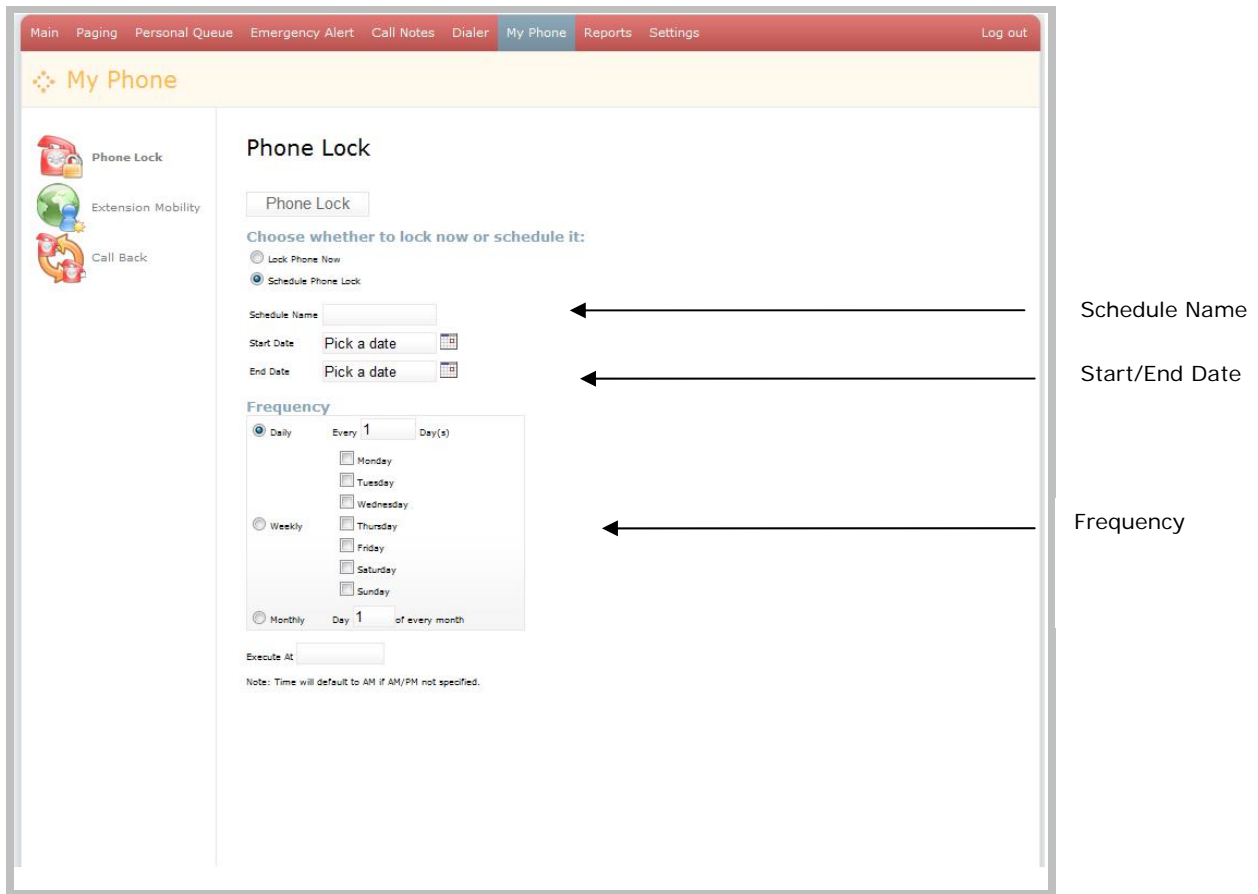 Main Paging Personal Queue Emergency Alert Call Notes Dialer My Phone Reports Settings Log out
My Phone
Phone Lock
Extension Mobility
Call Back
Phone Lock
Phone Lock
Choose whether to lock now or schedule it:
Lock Phone Now
Schedule Phone Lock
Schedule Name
Start Date Pick a date
End Date Pick a date
Frequency
Daily Every 1 Day(s)
Monday
Tuesday
Wednesday
Weekly Thursday
Friday
Saturday
Sunday
Monthly Day 1 of every month
Execute At
Note: Time will default to AM if AM/PM not specified.
Schedule Name
Start/End Date
Frequency